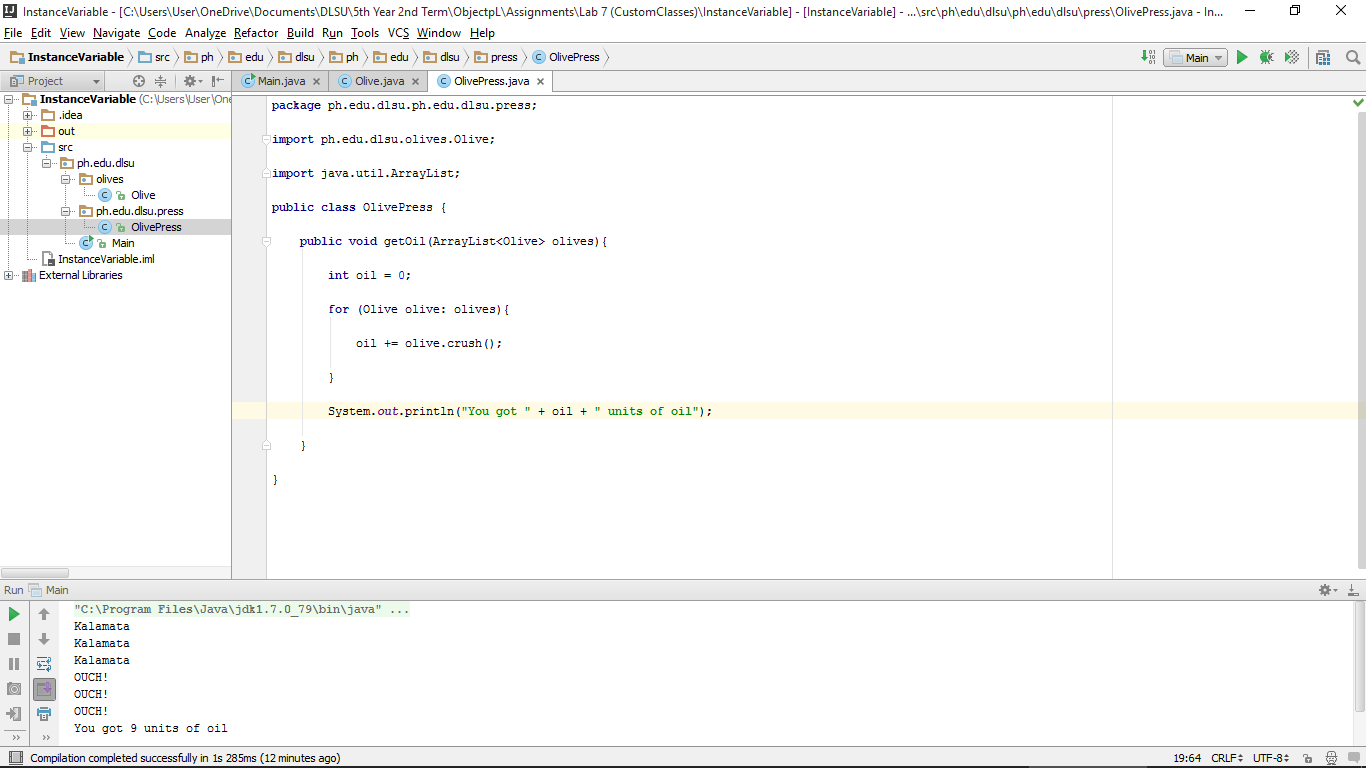 InstanceVariable - [C:\Users\User\OneDrive\Documents\DLSU\5th Year 2nd Term\ObjectpL\Assignments\Lab 7 (CustomClasses)\InstanceVariable] - [InstanceVariable] - ...\src\ph\edu\dlsu\ph\edu\dlsu\press\OlivePress.java - In...
File Edit View Navigate Code Analyze Refactor Build Run Tools VCS Window Help
InstanceVariable src ph edu dlsu ph edu dlsu press OlivePress Main
Project Main.java Olive.java OlivePress.java
InstanceVariable (C:\Users\User\One
.idea
out
src
ph.edu.dlsu
olives
Olive
ph.edu.dlsu.press
OlivePress
Main
InstanceVariable.iml
External Libraries
package ph.edu.dlsu.ph.edu.dlsu.press;
import ph.edu.dlsu.olives.Olive;
import java.util.ArrayList;
public class OlivePress {
public void getOil(ArrayList<Olive> olives){
int oil = 0;
for (Olive olive: olives){
oil += olive.crush();
}
System.out.println("You got " + oil + " units of oil");
}
}
Run Main
"C:\Program Files\Java\jdk1.7.0_79\bin\java" ...
Kalamata
Kalamata
Kalamata
OUCH!
OUCH!
OUCH!
You got 9 units of oil
Compilation completed successfully in 1s 285ms (12 minutes ago) 19:64 CRLF UTF-8